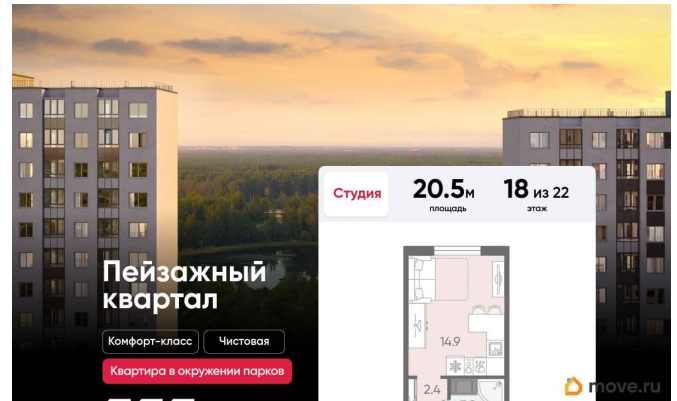 Студия
20.5м
площадь
18 из 22
этаж
Пейзажный
квартал
14.9
Комфорт-класс
Чистовая
2.4
Квартира в окружении парков
move.ru